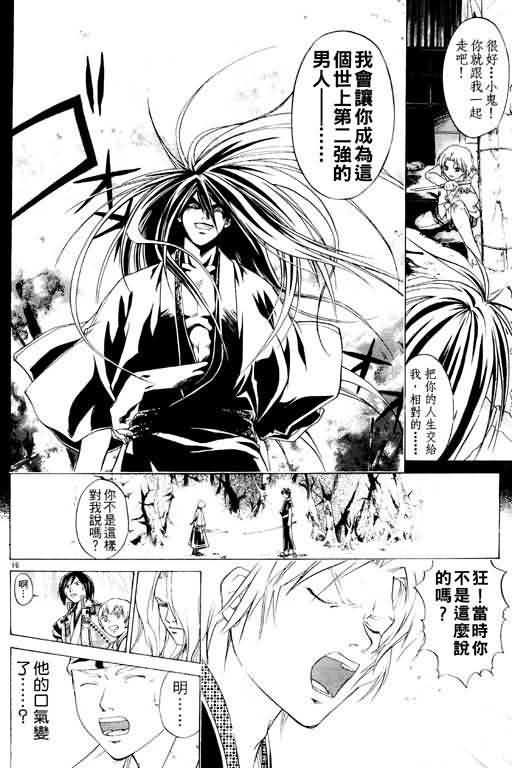 很好…小鬼！
你就跟我一起
走吧！
把你的人生交給
我，相對的……
我會讓你成為這
個世上第二強的
男人——……
你不是這樣
對我說嗎？
16
狂！當時你
不是這麼說
的嗎？
啊…
明…
他的口氣變
了……？